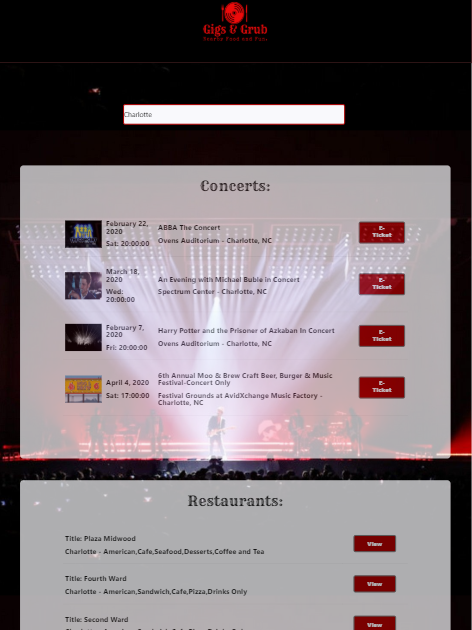 Gigs & Grub
Charlotte
Concerts:
February 22,
2020
Sat: 20:00:00
ABBA The Concert
Ovens Auditorium - Charlotte, NC
E-
Ticket
March 18,
2020
Wed:
20:00:00
An Evening with Michael Buble in Concert
Spectrum Center - Charlotte, NC
E-
Ticket
February 7,
2020
Fri: 20:00:00
Harry Potter and the Prisoner of Azkaban In Concert
Ovens Auditorium - Charlotte, NC
E-
Ticket
April 4, 2020
Sat: 17:00:00
6th Annual Moo & Brew Craft Beer, Burger & Music
Festival-Concert Only
Festival Grounds at AvidXchange Music Factory -
Charlotte, NC
E-
Ticket
Restaurants:
Title: Plaza Midwood
Charlotte - American,Cafe,Seafood,Desserts,Coffee and Tea
View
Title: Fourth Ward
Charlotte - American,Sandwich,Cafe,Pizza,Drinks Only
View
Title: Second Ward
View